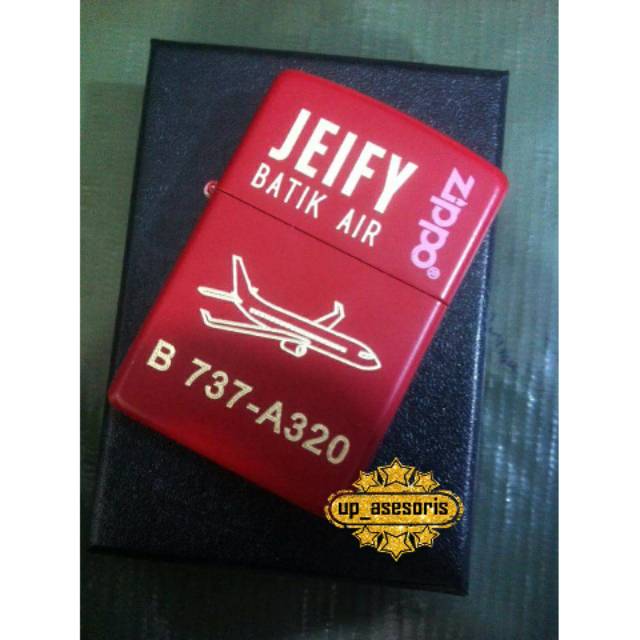 JEIFY
BATIK AIR
zippo®
B 737-A320
up_asesoris